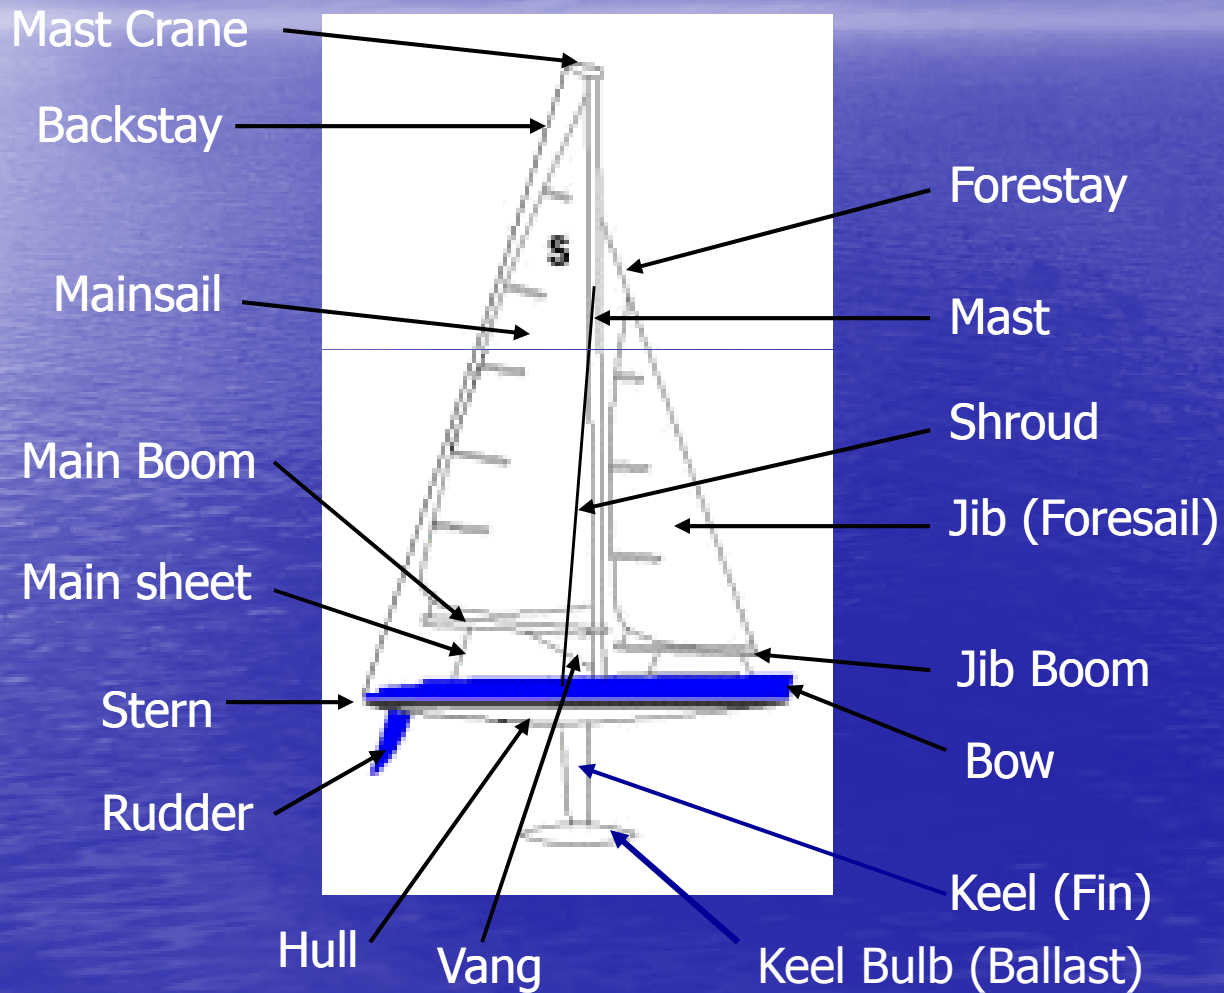 Mast Crane
Backstay
Forestay
S
Mainsail
Mast
Shroud
Main Boom
Jib (Foresail)
Main sheet
Jib Boom
Stern
Bow
Rudder
Keel (Fin)
Hull
Vang
Keel Bulb (Ballast)